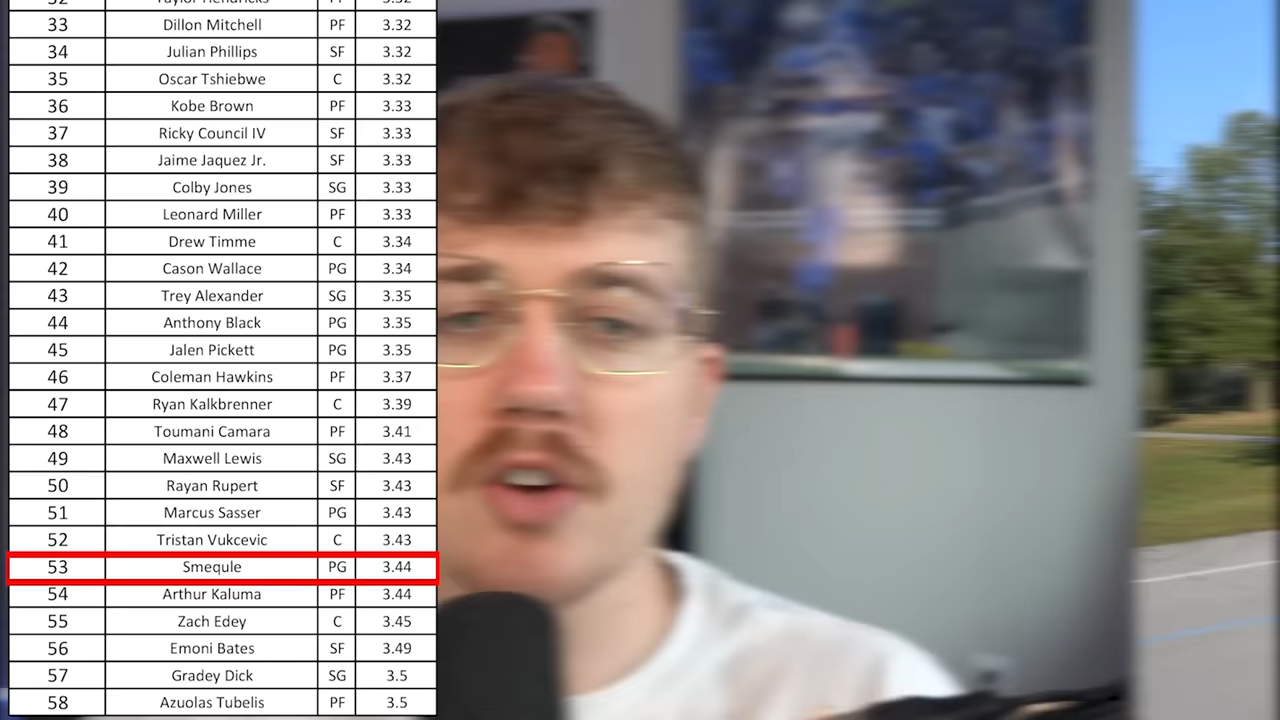 32 Taylor Hendricks PF 3.32
33 Dillon Mitchell PF 3.32
34 Julian Phillips SF 3.32
35 Oscar Tshiebwe C 3.32
36 Kobe Brown PF 3.33
37 Ricky Council IV SF 3.33
38 Jaime Jaquez Jr. SF 3.33
39 Colby Jones SG 3.33
40 Leonard Miller PF 3.33
41 Drew Timme C 3.34
42 Cason Wallace PG 3.34
43 Trey Alexander SG 3.35
44 Anthony Black PG 3.35
45 Jalen Pickett PG 3.35
46 Coleman Hawkins PF 3.37
47 Ryan Kalkbrenner C 3.39
48 Toumani Camara PF 3.41
49 Maxwell Lewis SG 3.43
50 Rayan Rupert SF 3.43
51 Marcus Sasser PG 3.43
52 Tristan Vukcevic C 3.43
53 Smequle PG 3.44
54 Arthur Kaluma PF 3.44
55 Zach Edey C 3.45
56 Emoni Bates SF 3.49
57 Gradey Dick SG 3.5
58 Azuolas Tubelis PF 3.5